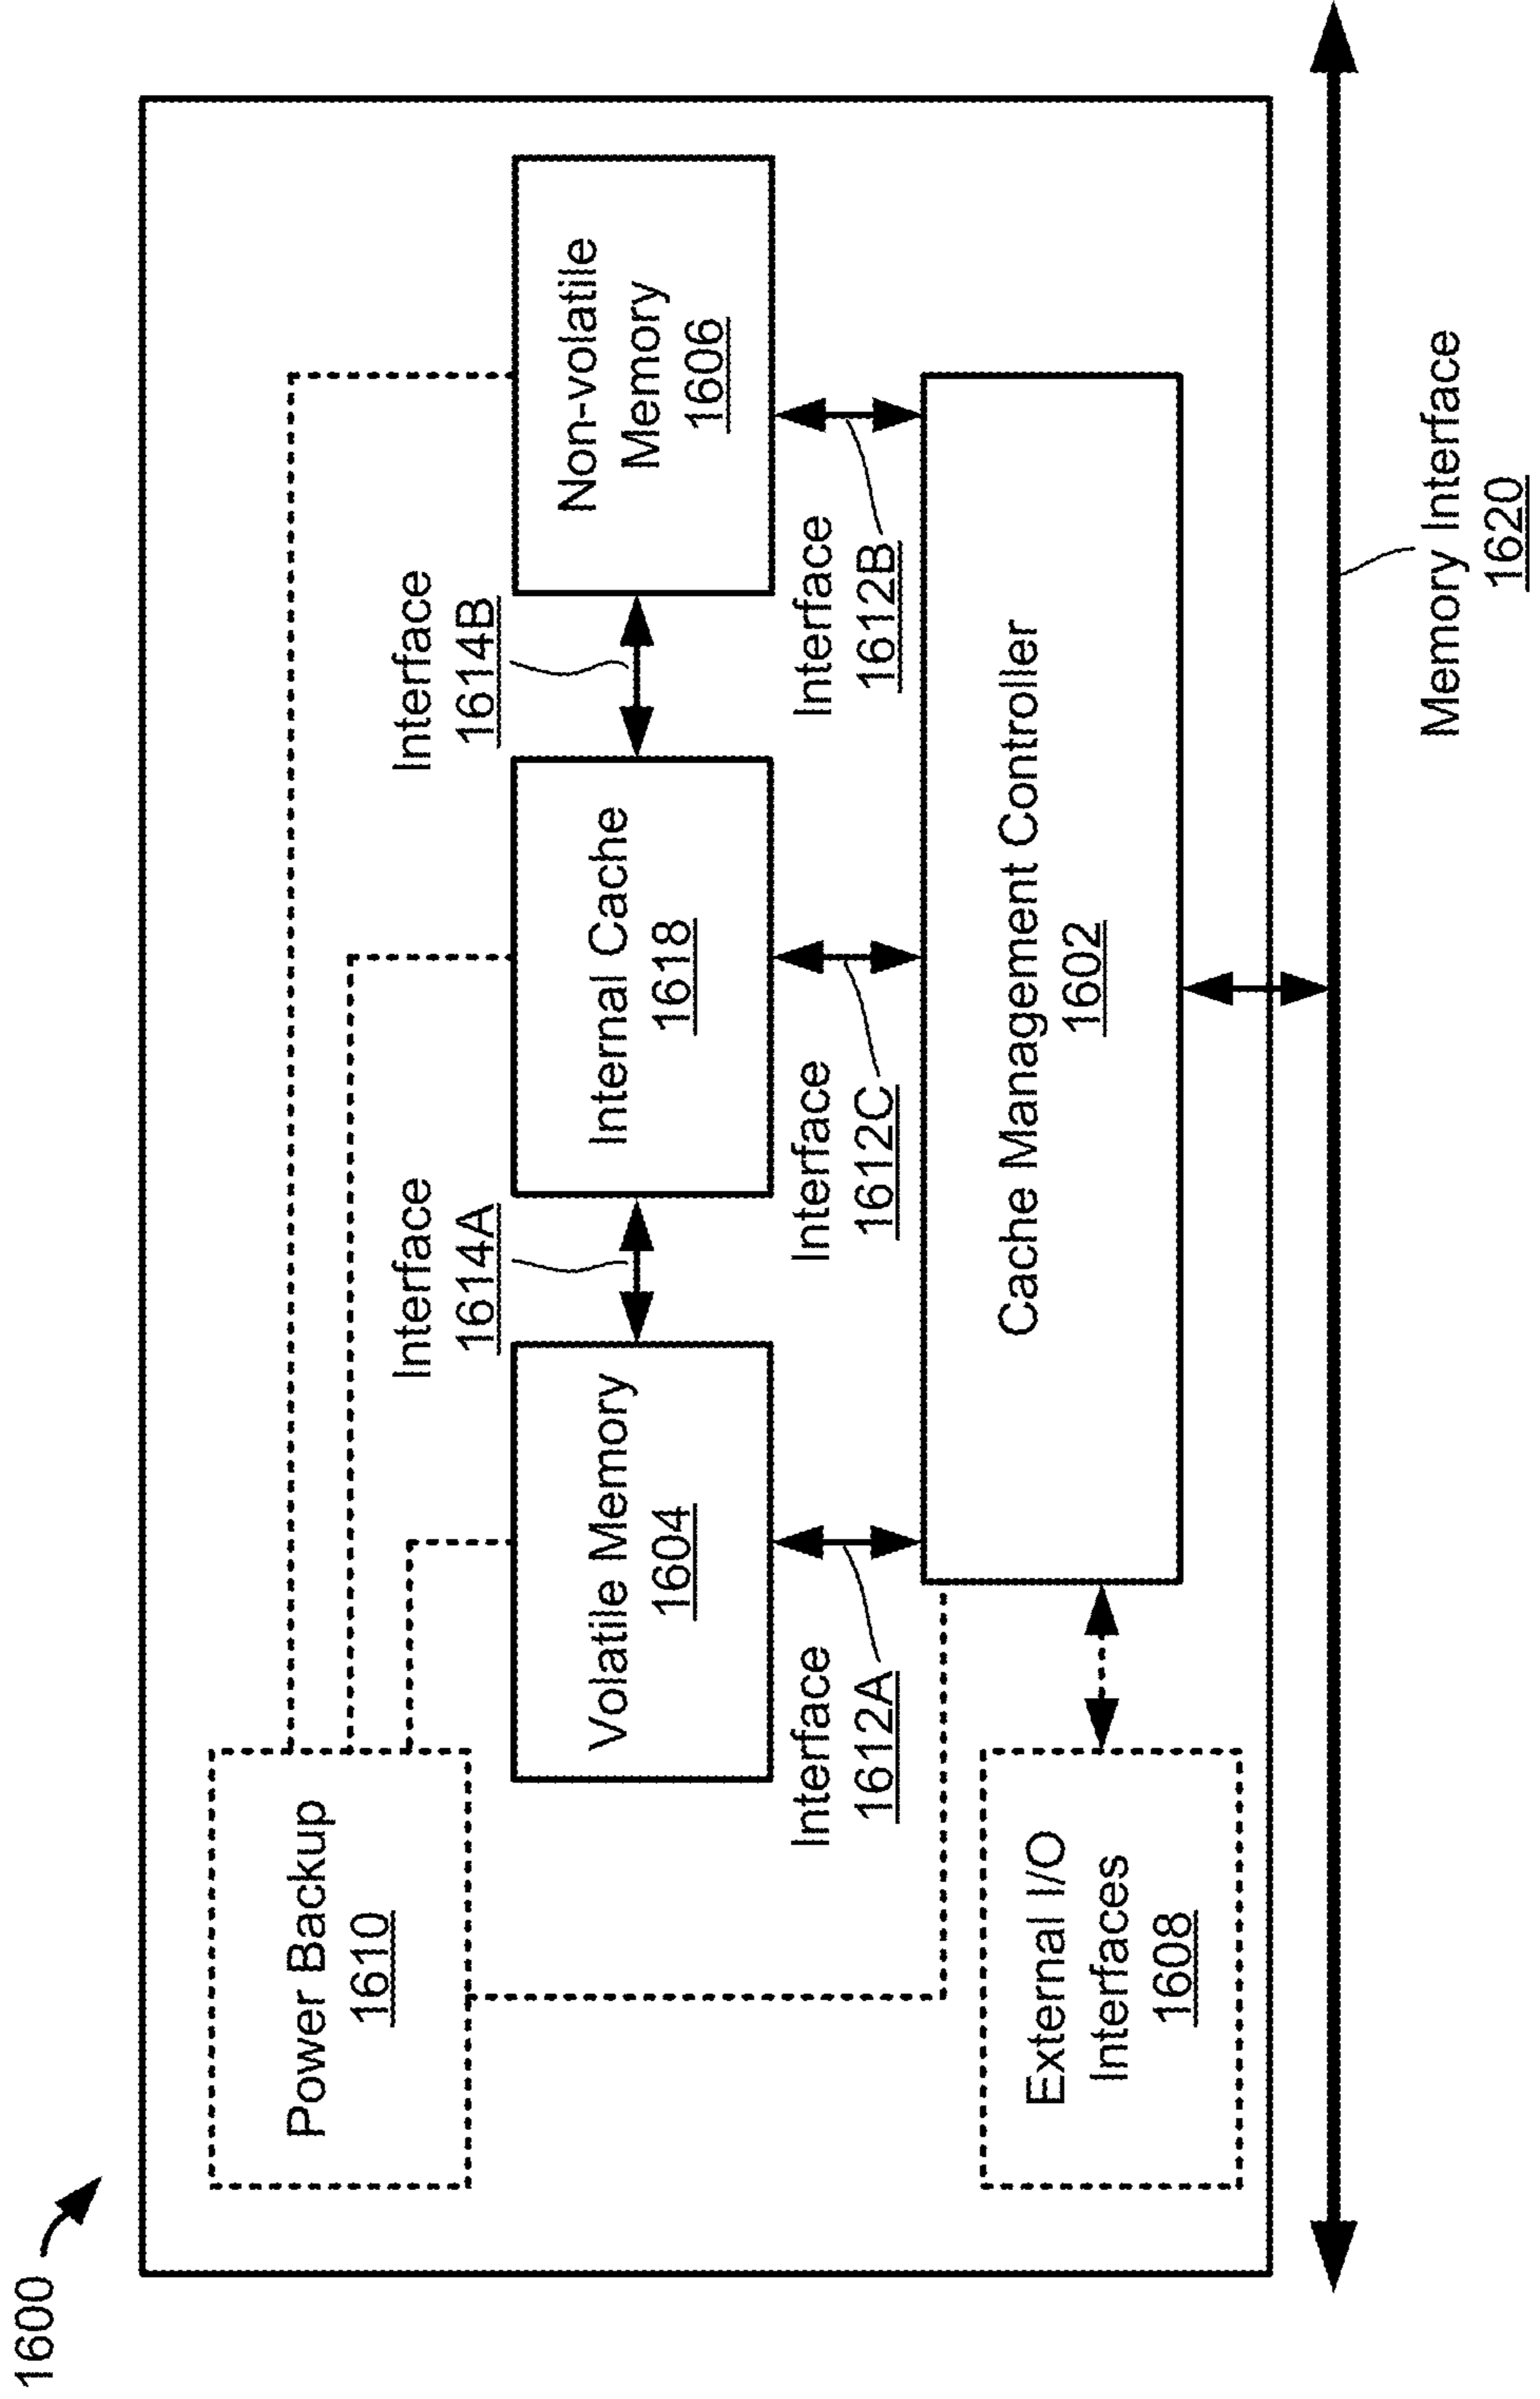 1600
Power Backup
1610
Interface
1614A
Interface
1614B
Volatile Memory
1604
Internal Cache
1618
Non-volatile
Memory
1606
Interface
1612A
Interface
1612C
Interface
1612B
External I/O
Interfaces
1608
Cache Management Controller
1602
Memory Interface
1620